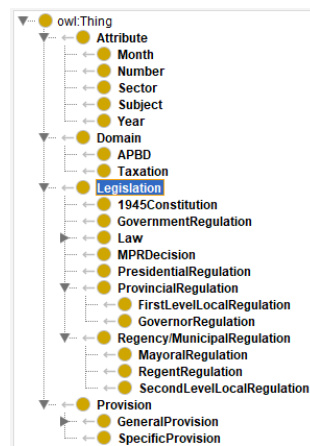 owl:Thing
Attribute
Month
Number
Sector
Subject
Year
Domain
APBD
Taxation
Legislation
1945Constitution
GovernmentRegulation
Law
MPRDecision
PresidentialRegulation
ProvincialRegulation
FirstLevelLocalRegulation
GovernorRegulation
Regency/MunicipalRegulation
MayoralRegulation
RegentRegulation
SecondLevelLocalRegulation
Provision
GeneralProvision
SpecificProvision